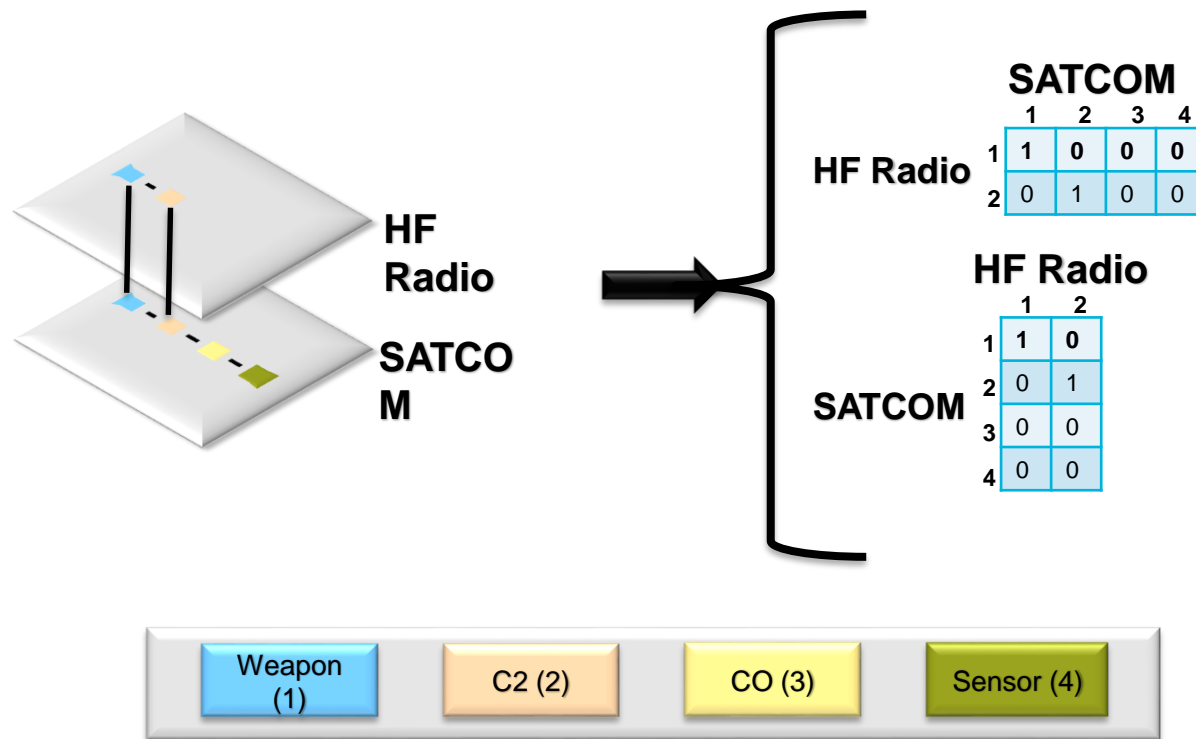 SATCOM
1 2 3 4
HF Radio
1 1 0 0 0
2 0 1 0 0
HF
Radio
HF Radio
1 2
1 1 0
2 0 1
3 0 0
4 0 0
SATCOM
SATCO
M
Weapon
(1)
C2 (2)
CO (3)
Sensor (4)